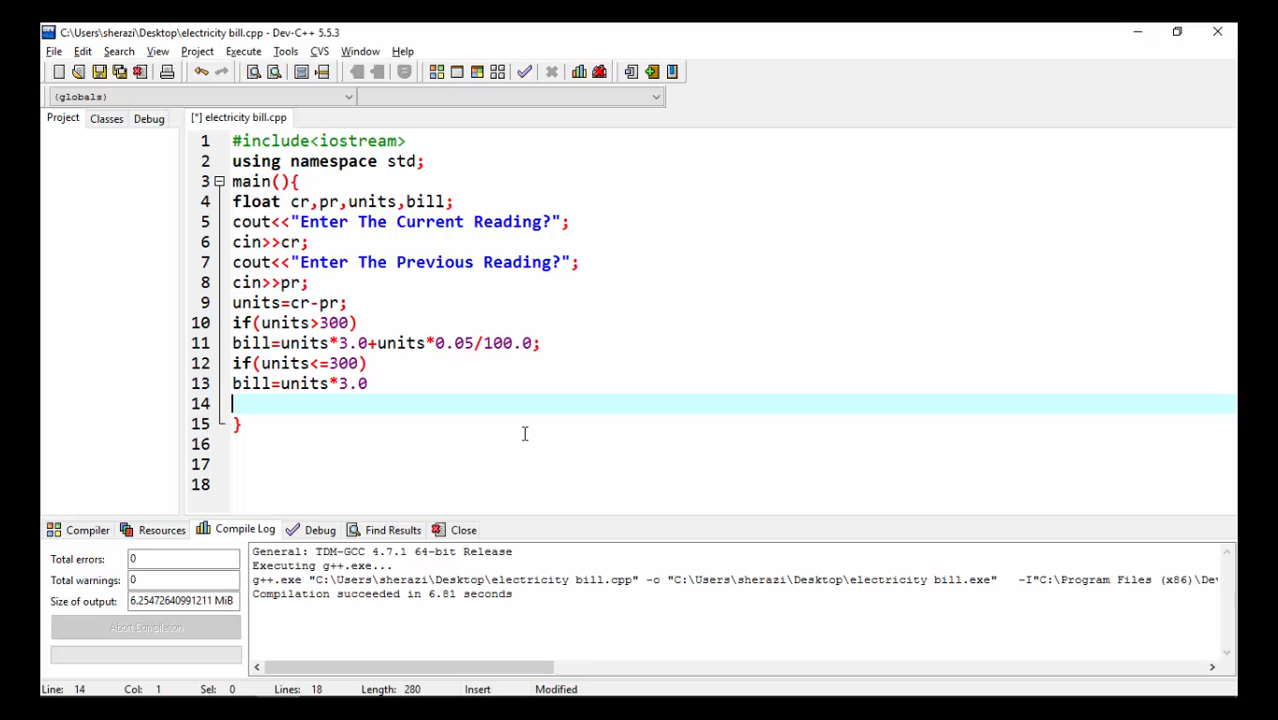 C:\Users\sherazi\Desktop\electricity bill.cpp - Dev-C++ 5.5.3
File Edit Search View Project Execute Tools CVS Window Help
(globals)
Project Classes Debug [*] electricity bill.cpp
1 #include<iostream>
2 using namespace std;
3 main(){
4 float cr,pr,units,bill;
5 cout<<"Enter The Current Reading?";
6 cin>>cr;
7 cout<<"Enter The Previous Reading?";
8 cin>>pr;
9 units=cr-pr;
10 if(units>300)
11 bill=units*3.0+units*0.05/100.0;
12 if(units<=300)
13 bill=units*3.0
14
15 }
16
17
18
Compiler Resources Compile Log Debug Find Results Close
Total errors: 0
Total warnings: 0
Size of output: 6.25472640991211 MiB
Abort Compilation
General: TDM-GCC 4.7.1 64-bit Release
Executing g++.exe...
g++.exe "C:\Users\sherazi\Desktop\electricity bill.cpp" -o "C:\Users\sherazi\Desktop\electricity bill.exe" -I"C:\Program Files (x86)\Dev
Compilation succeeded in 6.81 seconds
Line: 14 Col: 1 Sel: 0 Lines: 18 Length: 280 Insert Modified